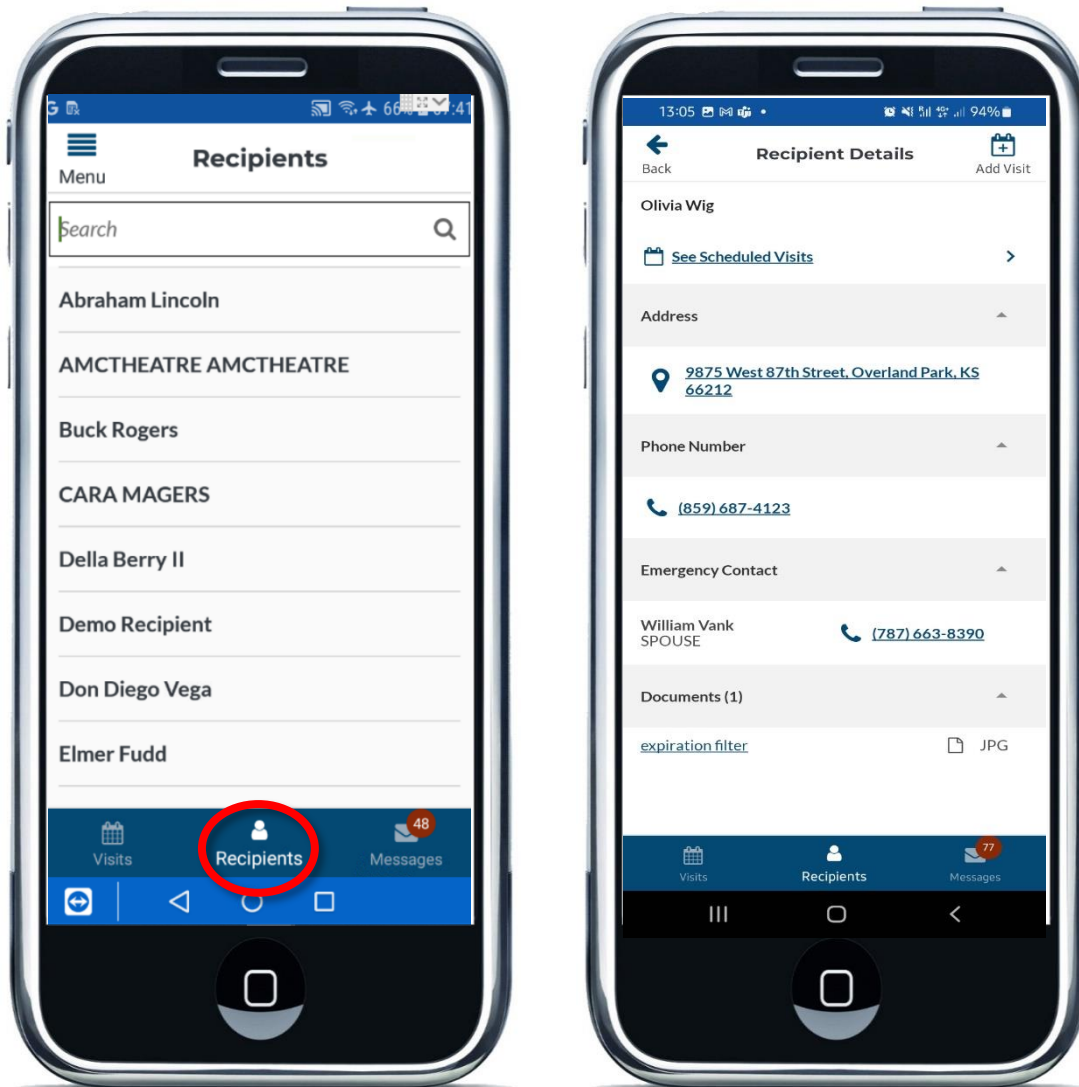 Menu
Recipients
Search
Abraham Lincoln
AMCTHEATRE AMCTHEATRE
Buck Rogers
CARA MAGERS
Della Berry II
Demo Recipient
Don Diego Vega
Elmer Fudd
Visits
Recipients
48
Messages
13:05
94%
Back
Recipient Details
Add Visit
Olivia Wig
See Scheduled Visits
Address
9875 West 87th Street, Overland Park, KS
66212
Phone Number
(859) 687-4123
Emergency Contact
William Vank
SPOUSE
(787) 663-8390
Documents (1)
expiration filter
JPG
Visits
Recipients
77
Messages